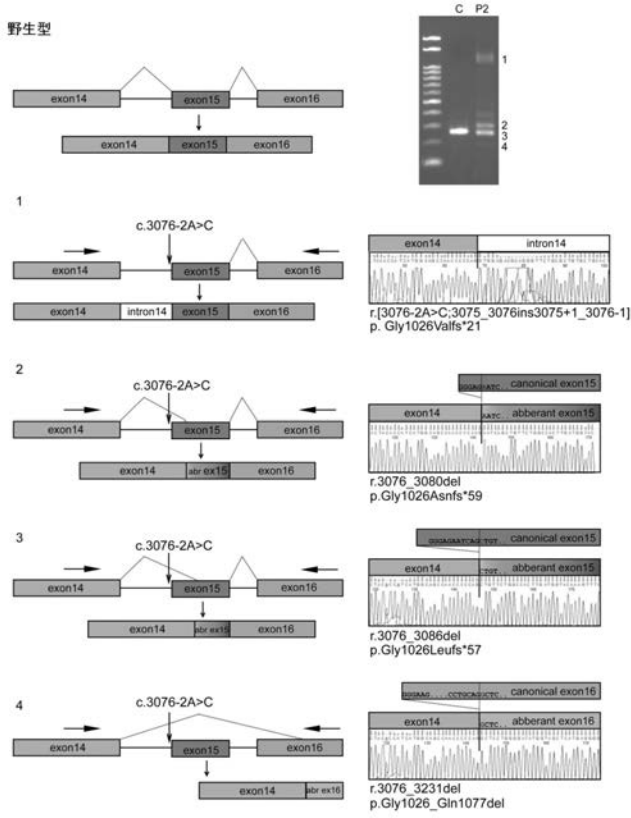 野生型
C P2
1
2
3
4
exon14 exon15 exon16
exon14 exon15 exon16
1
c.3076-2A>C
exon14 exon15 exon16
exon14 intron14 exon15 exon16
exon14 intron14
r.[3076-2A>C;3075_3076ins3075+1_3076-1]
p. Gly1026Valfs*21
2
c.3076-2A>C
exon14 exon15 exon16
exon14 abr ex15 exon16
canonical exon15
exon14 AATC.. abberant exon15
r.3076_3080del
p.Gly1026Asnfs*59
3
c.3076-2A>C
exon14 exon15 exon16
exon14 abr ex15 exon16
GGGAGAATCAGCTGT.. canonical exon15
exon14 CTGT.. abberant exon15
r.3076_3086del
p.Gly1026Leufs*57
4
c.3076-2A>C
exon14 exon15 exon16
exon14 abr ex16
GGGAAG....CCTGCAGGCTC.. canonical exon16
exon14 GCTC.. abberant exon16
r.3076_3231del
p.Gly1026_Gln1077del